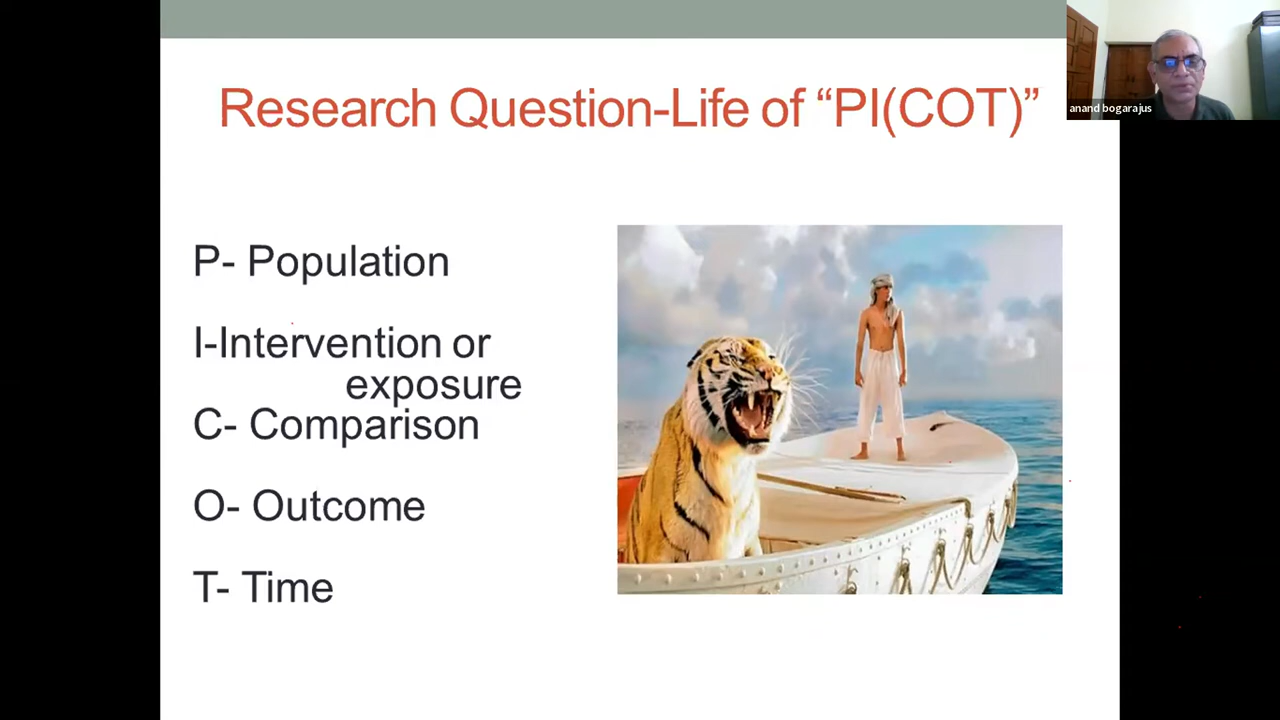 Research Question-Life of “PI(COT)”
anand bogarajus
P- Population
I-Intervention or
exposure
C- Comparison
O- Outcome
T- Time